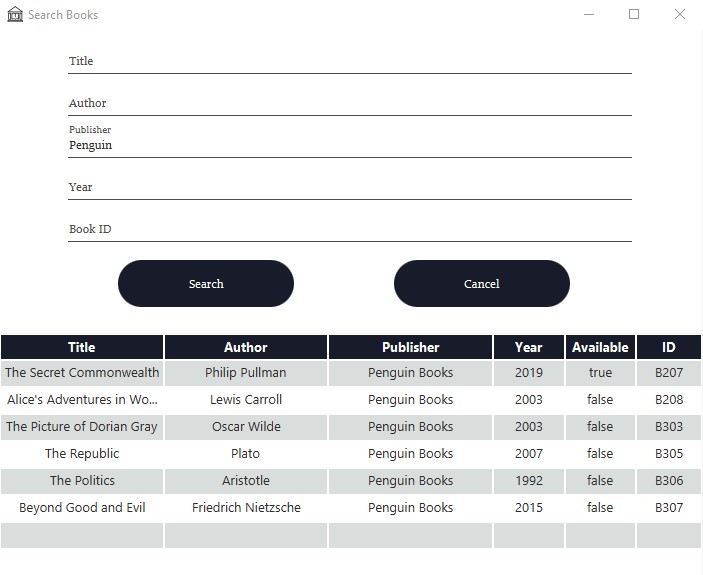 Search Books
Title
Author
Publisher
Penguin
Year
Book ID
Search Cancel
Title Author Publisher Year Available ID
The Secret Commonwealth Philip Pullman Penguin Books 2019 true B207
Alice's Adventures in Wo... Lewis Carroll Penguin Books 2003 false B208
The Picture of Dorian Gray Oscar Wilde Penguin Books 2003 false B303
The Republic Plato Penguin Books 2007 false B305
The Politics Aristotle Penguin Books 1992 false B306
Beyond Good and Evil Friedrich Nietzsche Penguin Books 2015 false B307